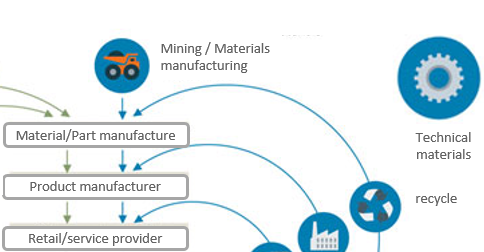 Mining / Materials
manufacturing
Material/Part manufacture
Technical
materials
Product manufacturer
recycle
Retail/service provider